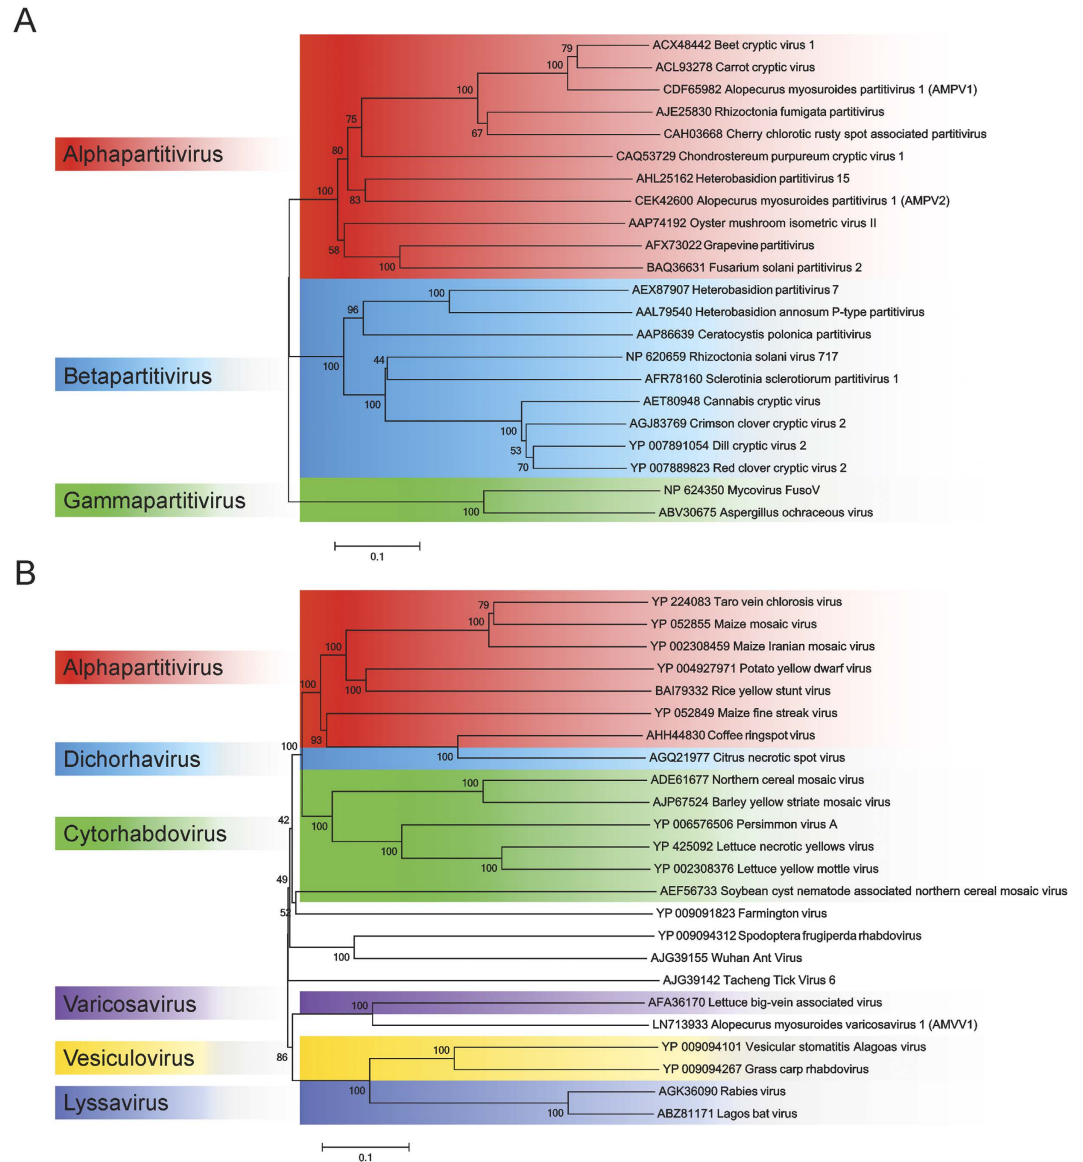 A
79
ACX48442 Beet cryptic virus 1
100
ACL93278 Carrot cryptic virus
100
CDF65982 Alopecurus myosuroides partitivirus 1 (AMPV1)
AJE25830 Rhizoctonia fumigata partitivirus
75
67
CAH03668 Cherry chlorotic rusty spot associated partitivirus
Alphapartitivirus
80
CAQ53729 Chondrostereum purpureum cryptic virus 1
AHL25162 Heterobasidion partitivirus 15
100
83
CEK42600 Alopecurus myosuroides partitivirus 1 (AMPV2)
AAP74192 Oyster mushroom isometric virus II
58
AFX73022 Grapevine partitivirus
100
BAQ36631 Fusarium solani partitivirus 2
100
AEX87907 Heterobasidion partitivirus 7
96
AAL79540 Heterobasidion annosum P-type partitivirus
AAP86639 Ceratocystis polonica partitivirus
44
NP 620659 Rhizoctonia solani virus 717
100
Betapartitivirus
AFR78160 Sclerotinia sclerotiorum partitivirus 1
100
AET80948 Cannabis cryptic virus
100
AGJ83769 Crimson clover cryptic virus 2
53
YP 007891054 Dill cryptic virus 2
70
YP 007889823 Red clover cryptic virus 2
Gammapartitivirus
NP 624350 Mycovirus FusoV
100
ABV30675 Aspergillus ochraceous virus
0.1
B
79
YP 224083 Taro vein chlorosis virus
100
YP 052855 Maize mosaic virus
100
YP 002308459 Maize Iranian mosaic virus
Alphapartitivirus
YP 004927971 Potato yellow dwarf virus
100
100
BAI79332 Rice yellow stunt virus
YP 052849 Maize fine streak virus
93
AHH44830 Coffee ringspot virus
100
Dichorhavirus
100
AGQ21977 Citrus necrotic spot virus
100
ADE61677 Northern cereal mosaic virus
AJP67524 Barley yellow striate mosaic virus
42
100
YP 006576506 Persimmon virus A
Cytorhabdovirus
100
YP 425092 Lettuce necrotic yellows virus
100
YP 002308376 Lettuce yellow mottle virus
49
AEF56733 Soybean cyst nematode associated northern cereal mosaic virus
52
YP 009091823 Farmington virus
YP 009094312 Spodoptera frugiperda rhabdovirus
100
AJG39155 Wuhan Ant Virus
AJG39142 Tacheng Tick Virus 6
Varicosavirus
100
AFA36170 Lettuce big-vein associated virus
LN713933 Alopecurus myosuroides varicosavirus 1 (AMVV1)
Vesiculovirus
86
100
YP 009094101 Vesicular stomatitis Alagoas virus
YP 009094267 Grass carp rhabdovirus
100
Lyssavirus
AGK36090 Rabies virus
100
ABZ81171 Lagos bat virus
0.1